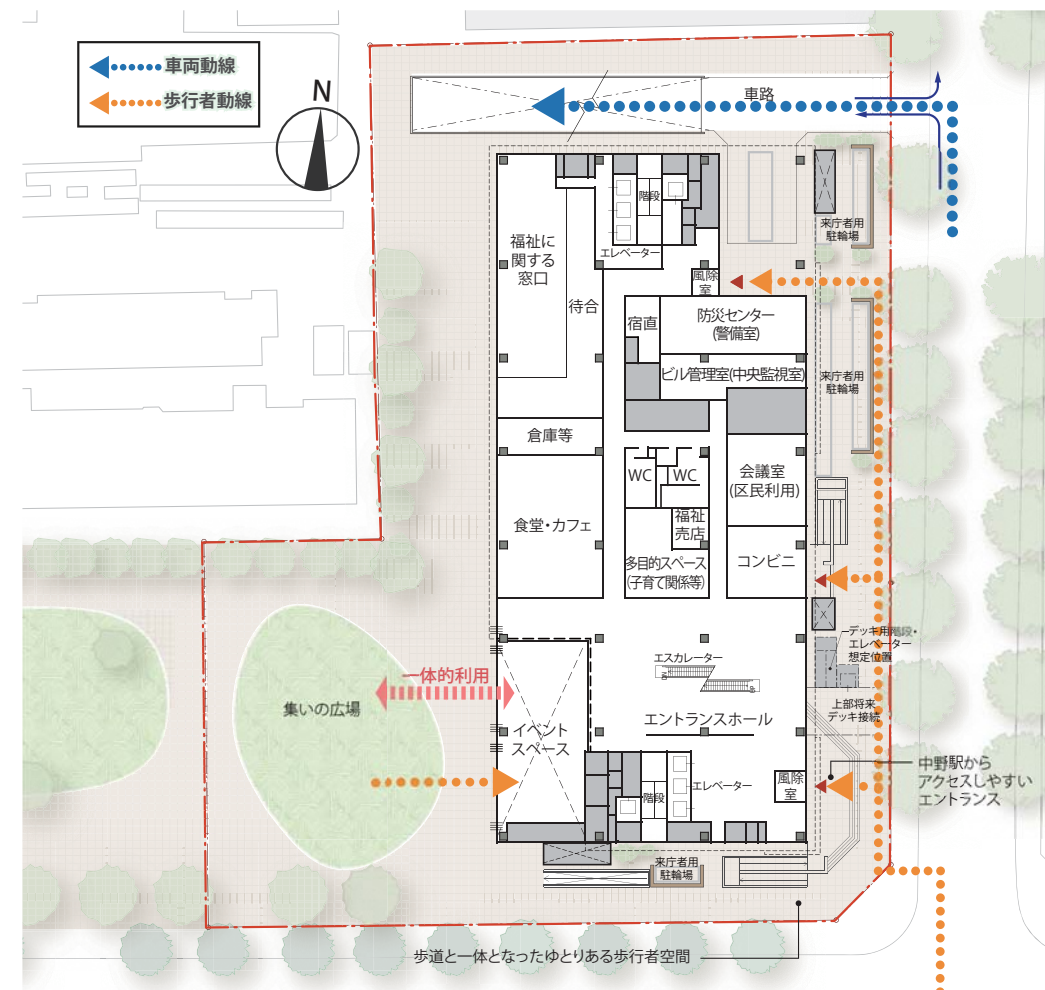 車両動線
歩行者動線
N
車路
階段
来庁者用
駐輪場
福祉に
関する
窓口
エレベーター
風除
室
待合
宿直
防災センター
(警備室)
ビル管理室(中央監視室)
来庁者用
駐輪場
倉庫等
WC
WC
会議室
(区民利用)
食堂・カフェ
福祉
売店
多目的スペース
(子育て関係等)
コンビニ
デッキ用階段・
エレベーター
想定位置
エスカレーター
一体的利用
集いの広場
上部将来
デッキ接続
エントランスホール
イベント
スペース
中野駅から
アクセスしやすい
エントランス
風除
室
エレベーター
階段
来庁者用
駐輪場
歩道と一体となったゆとりある歩行者空間